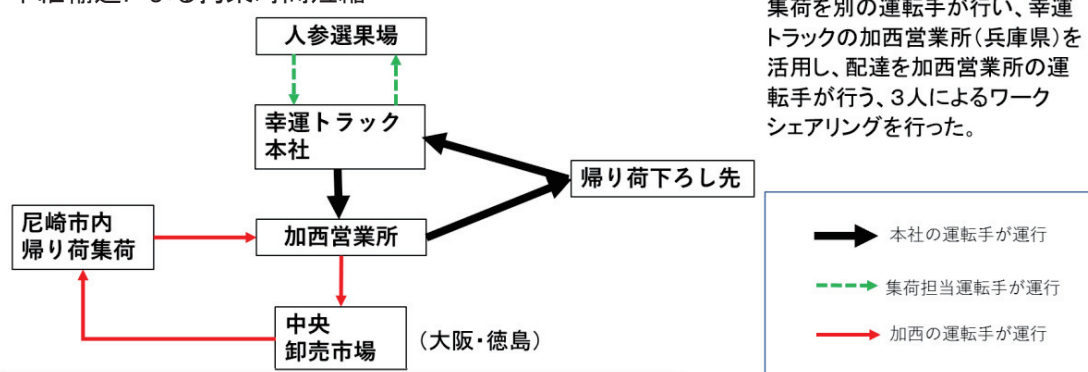 集荷を別の運転手が行い、幸運
トラックの加西営業所(兵庫県)を
活用し、配達を加西営業所の運
転手が行う、3人によるワーク
シェアリングを行った。
人参選果場
幸運トラック
本社
帰り荷下ろし先
尼崎市内
帰り荷集荷
加西営業所
中央
卸売市場
(大阪・徳島)
本社の運転手が運行
集荷担当運転手が運行
加西の運転手が運行